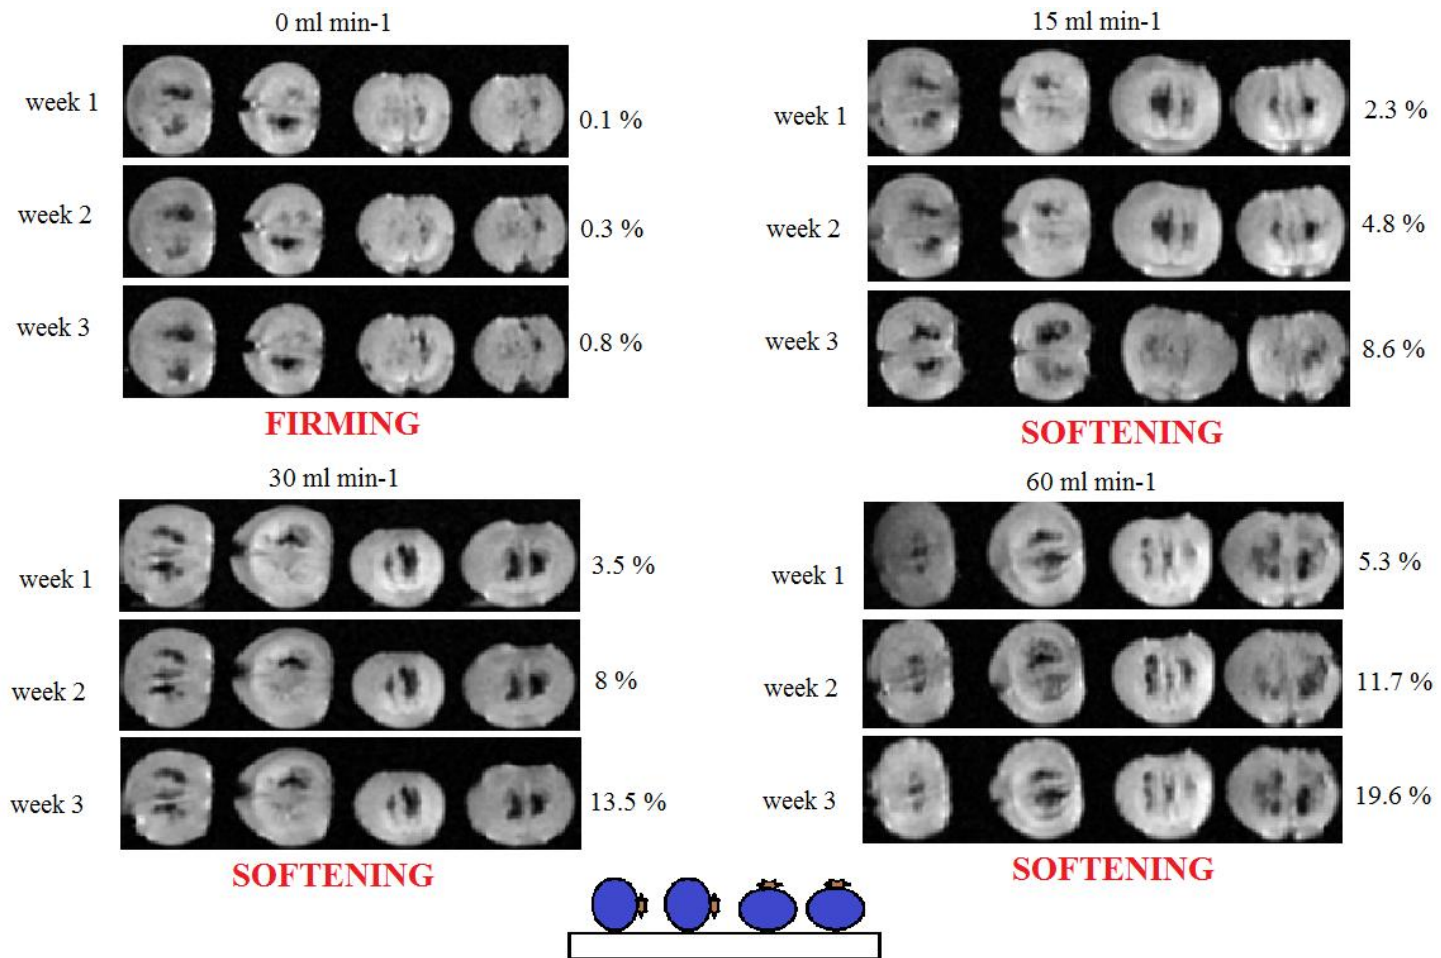 0 ml min-1
week 1
0.1 %
week 2
0.3 %
week 3
0.8 %
FIRMING
15 ml min-1
week 1
2.3 %
week 2
4.8 %
week 3
8.6 %
SOFTENING
30 ml min-1
week 1
3.5 %
week 2
8 %
week 3
13.5 %
SOFTENING
60 ml min-1
week 1
5.3 %
week 2
11.7 %
week 3
19.6 %
SOFTENING